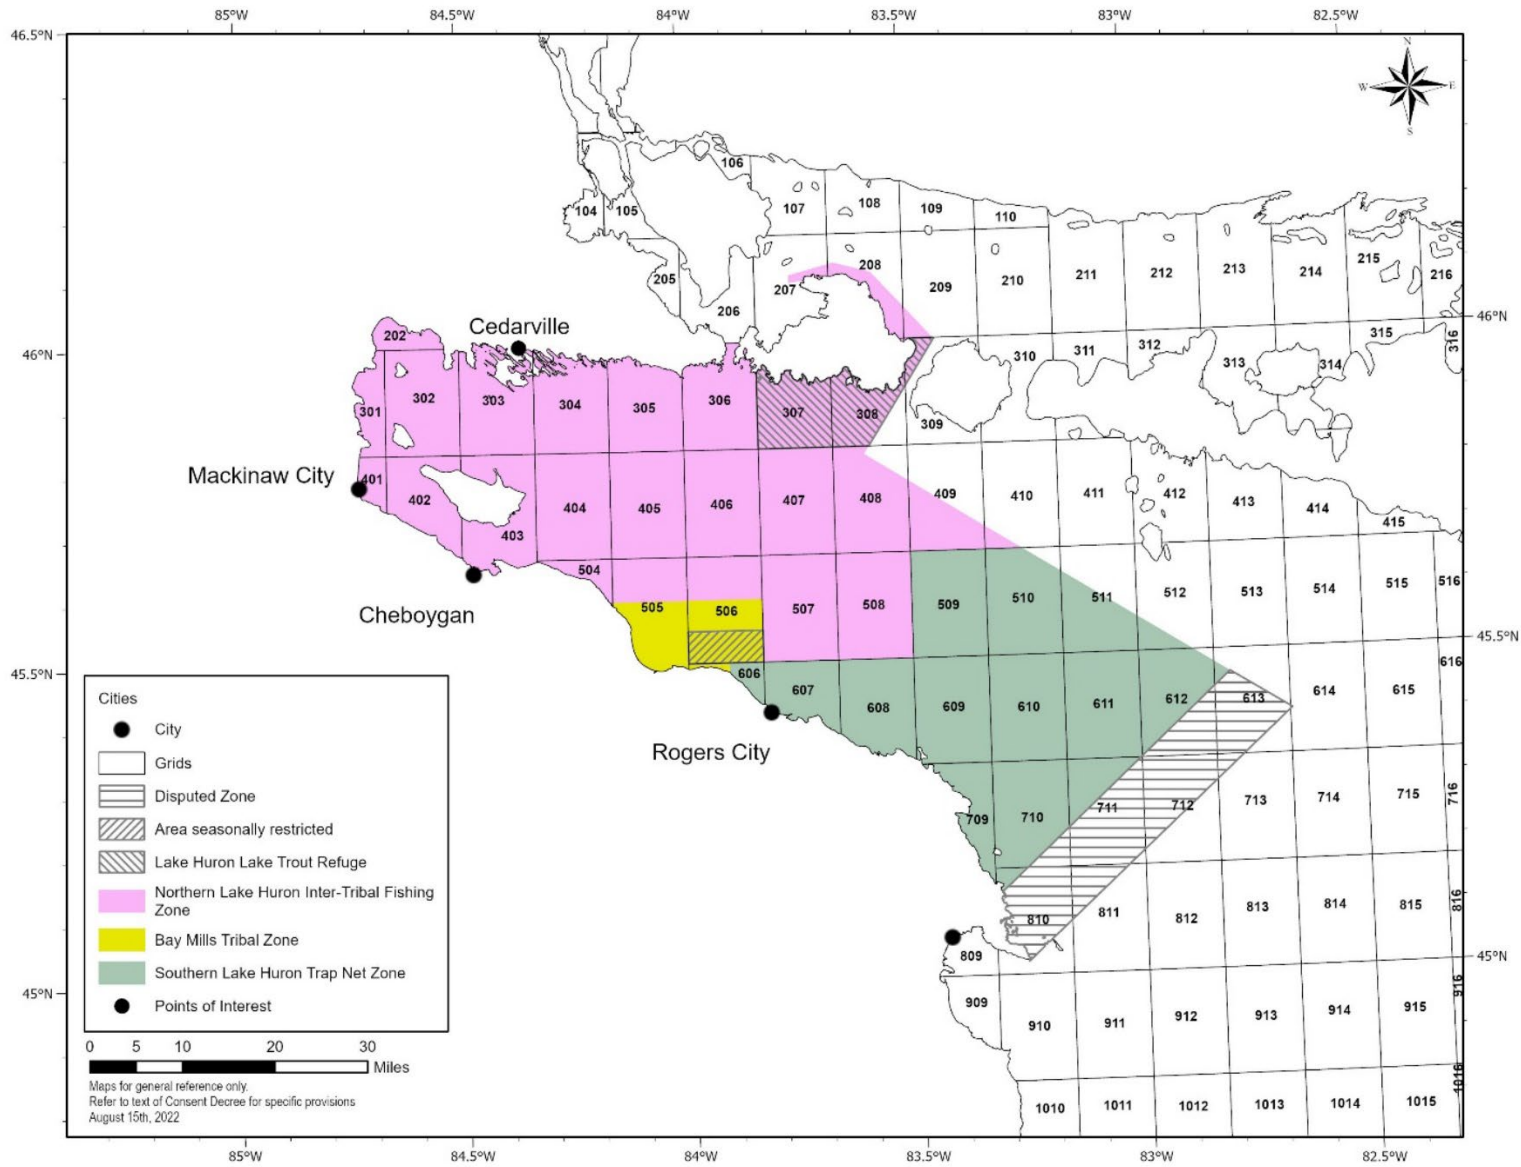 85°W 84.5°W 84°W 83.5°W 83°W 82.5°W
46.5°N
N
W E
S
106
104 105 107 108 109 110
205 206 207 208 209 210 211 212 213 214 215 216
46°N
202
Cedarville
46°N
301 302 303 304 305 306 307 308 309 310 311 312 313 314 315 316
Mackinaw City
401 402 403 404 405 406 407 408 409 410 411 412 413 414 415
Cheboygan
504 505 506 507 508 509 510 511 512 513 514 515 516
45.5°N
45.5°N
606 607 608 609 610 611 612 613 614 615 616
Rogers City
709 710 711 712 713 714 715 716
809 810 811 812 813 814 815 816
45°N
45°N
909 910 911 912 913 914 915 916
1010 1011 1012 1013 1014 1015 1016
Cities
City
Grids
Disputed Zone
Area seasonally restricted
Lake Huron Lake Trout Refuge
Northern Lake Huron Inter-Tribal Fishing
Zone
Bay Mills Tribal Zone
Southern Lake Huron Trap Net Zone
Points of Interest
0 5 10 20 30
Miles
Maps for general reference only.
Refer to text of Consent Decree for specific provisions
August 15th, 2022
85°W 84.5°W 84°W 83.5°W 83°W 82.5°W